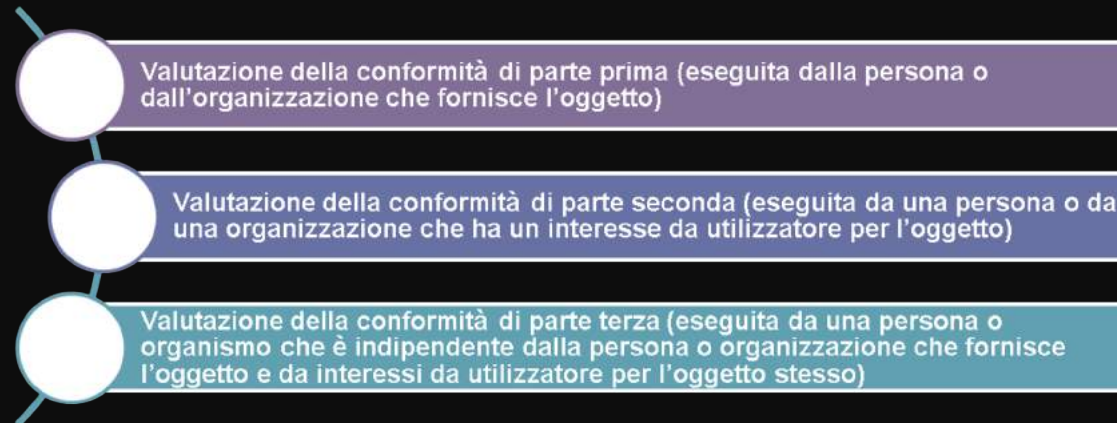 Valutazione della conformità di parte prima (eseguita dalla persona o
dall'organizzazione che fornisce l'oggetto)
Valutazione della conformità di parte seconda (eseguita da una persona o da
una organizzazione che ha un interesse da utilizzatore per l'oggetto)
Valutazione della conformità di parte terza (eseguita da una persona o
organismo che è indipendente dalla persona o organizzazione che fornisce
l'oggetto e da interessi da utilizzatore per l'oggetto stesso)